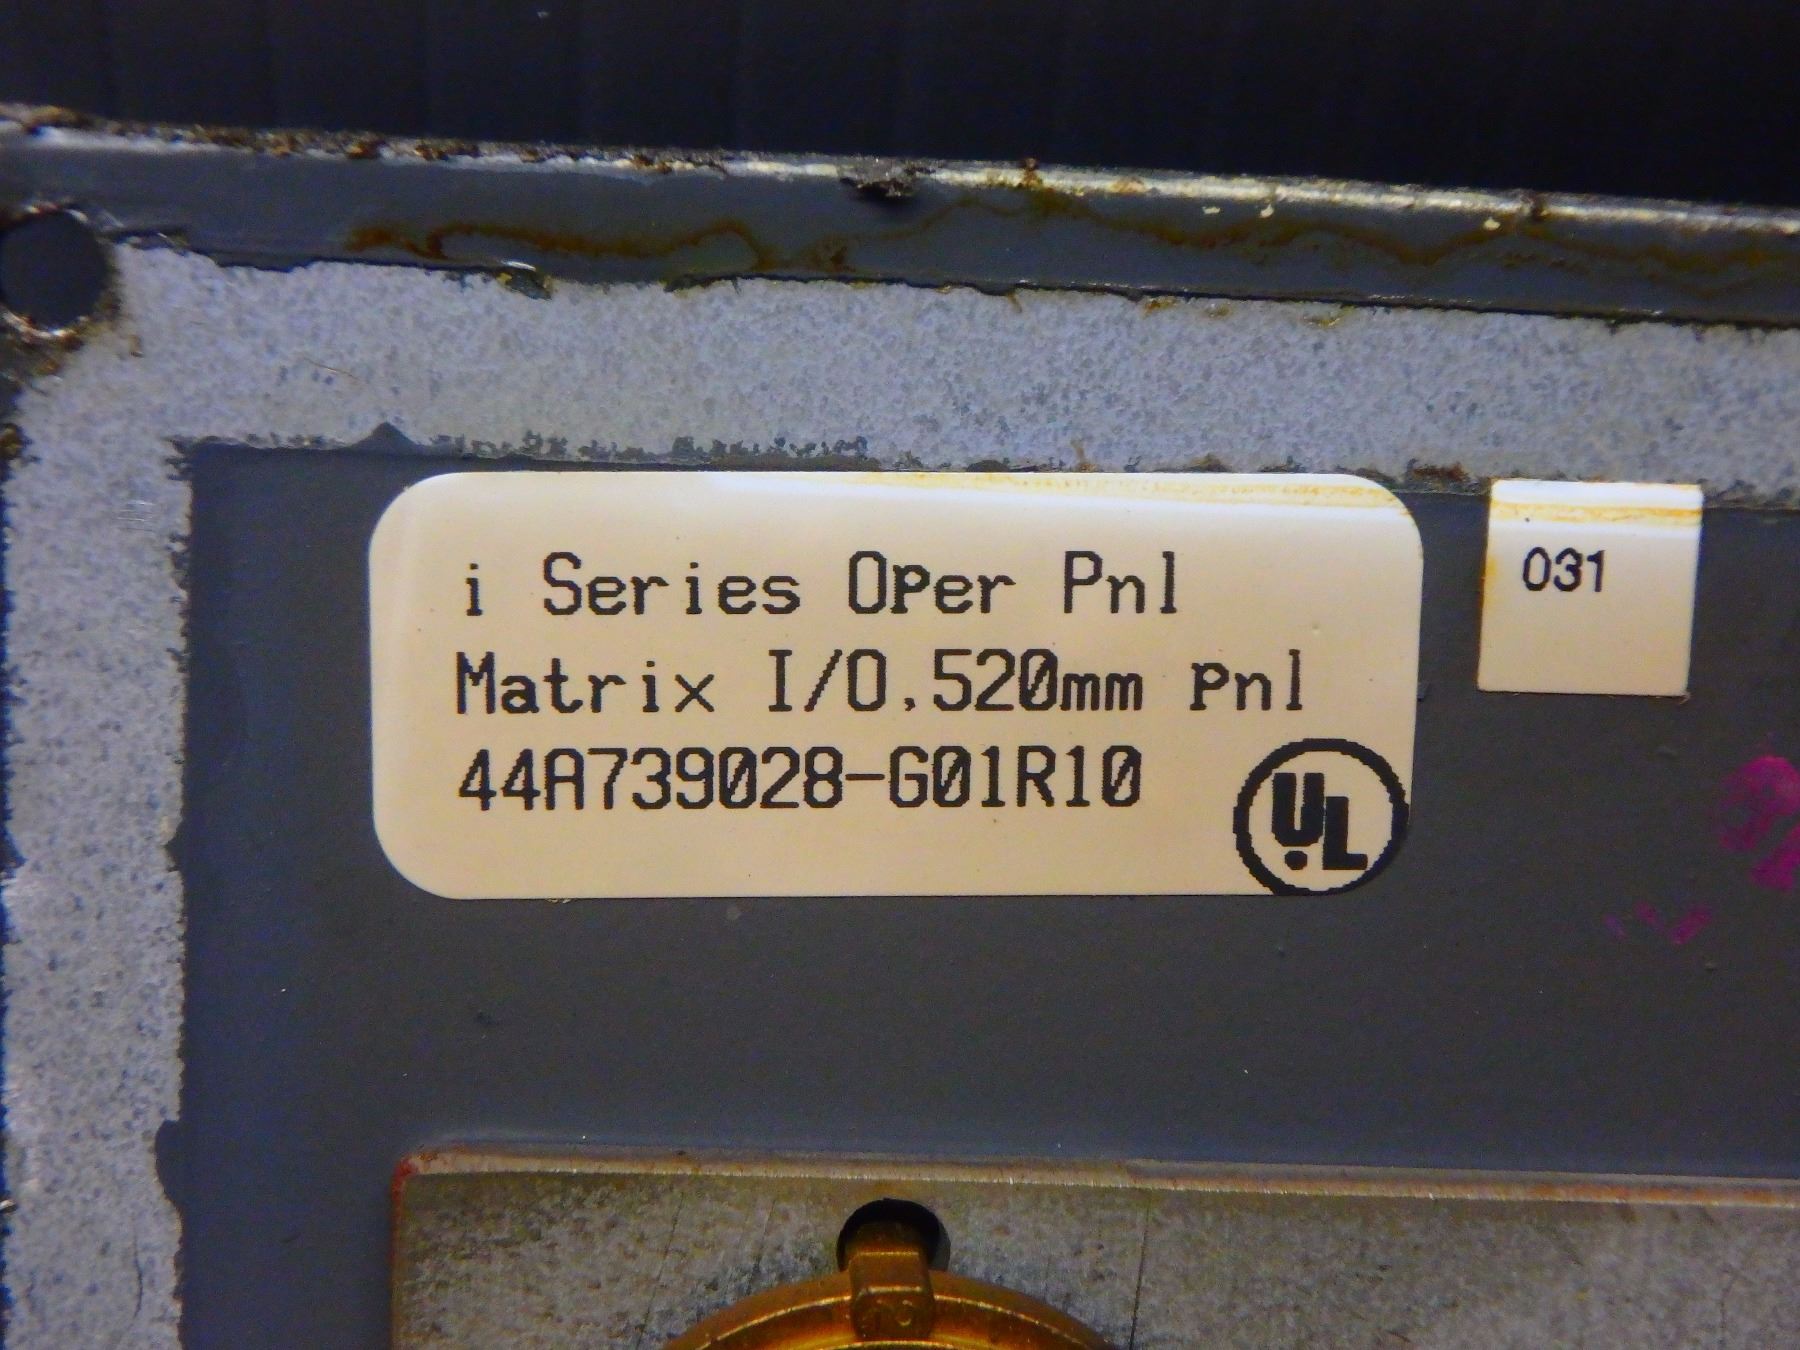 i Series Oper Pnl
Matrix I/O,520mm pnl
44A739028-G01R10
UL
031